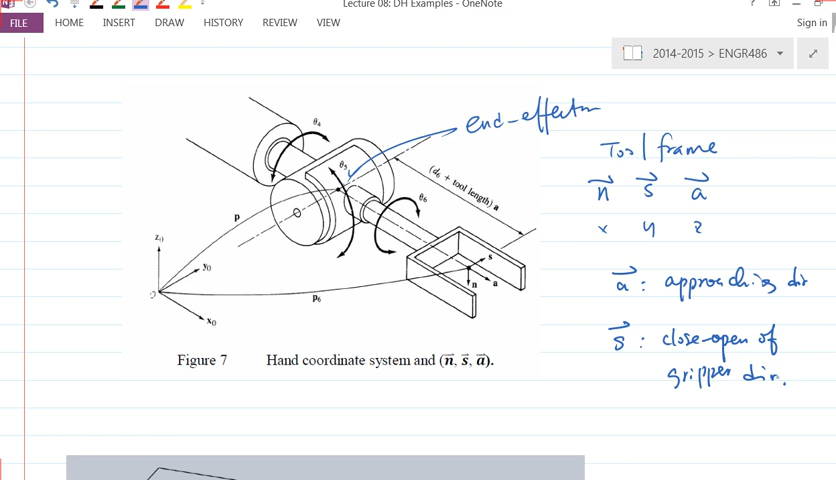 Lecture 08: DH Examples - OneNote
FILE HOME INSERT DRAW HISTORY REVIEW VIEW
Sign in
2014-2015 > ENGR486
end-effector
Tool frame
n s a
x y z
a : approaching dir
s : close-open of
gripper dir.
θ4
θ5
θ6
(d6 + tool length) a
p
z0
y0
x0
p6
s
n
a
Figure 7 Hand coordinate system and (n, s, a).